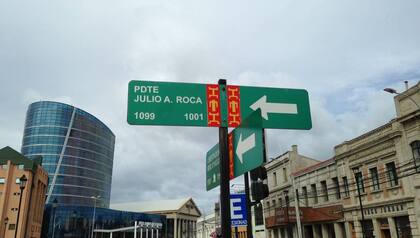 PDTE
JULIO A. ROCA
1099 1001
E